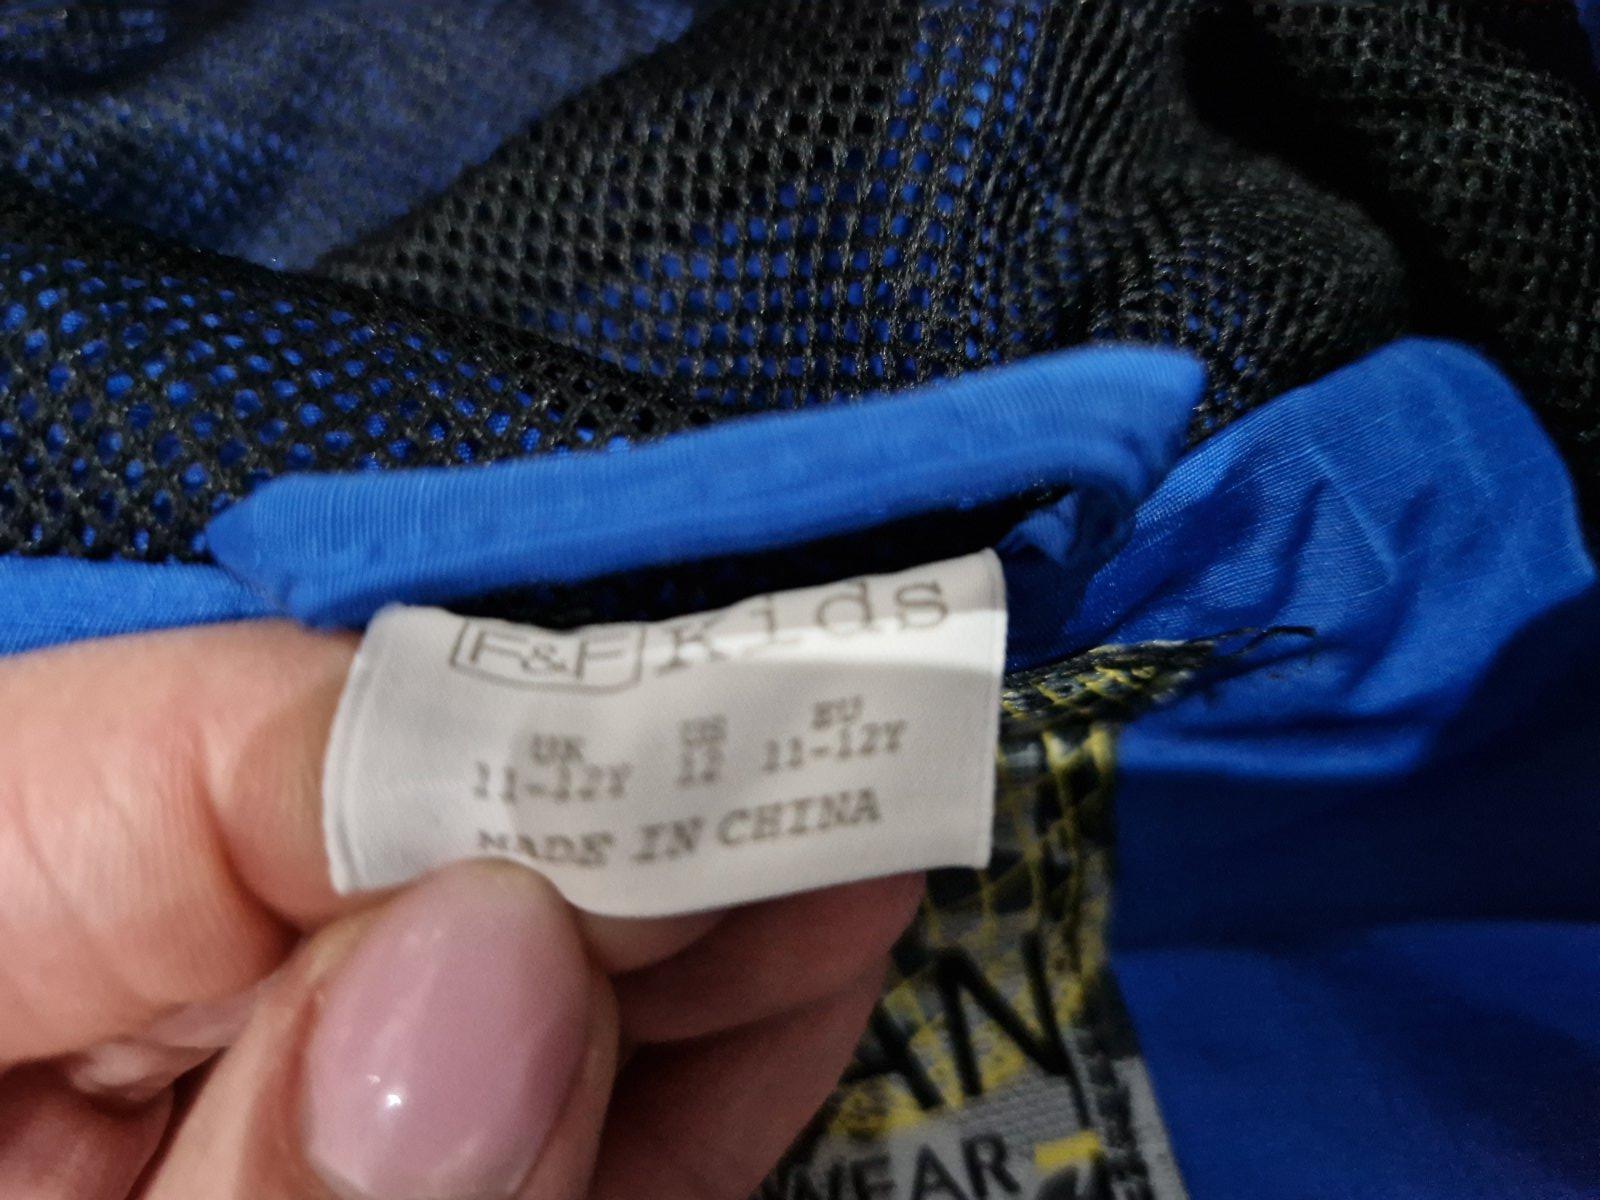 F&F Kids
UK US EU
11-12Y 12 11-12Y
MADE IN CHINA